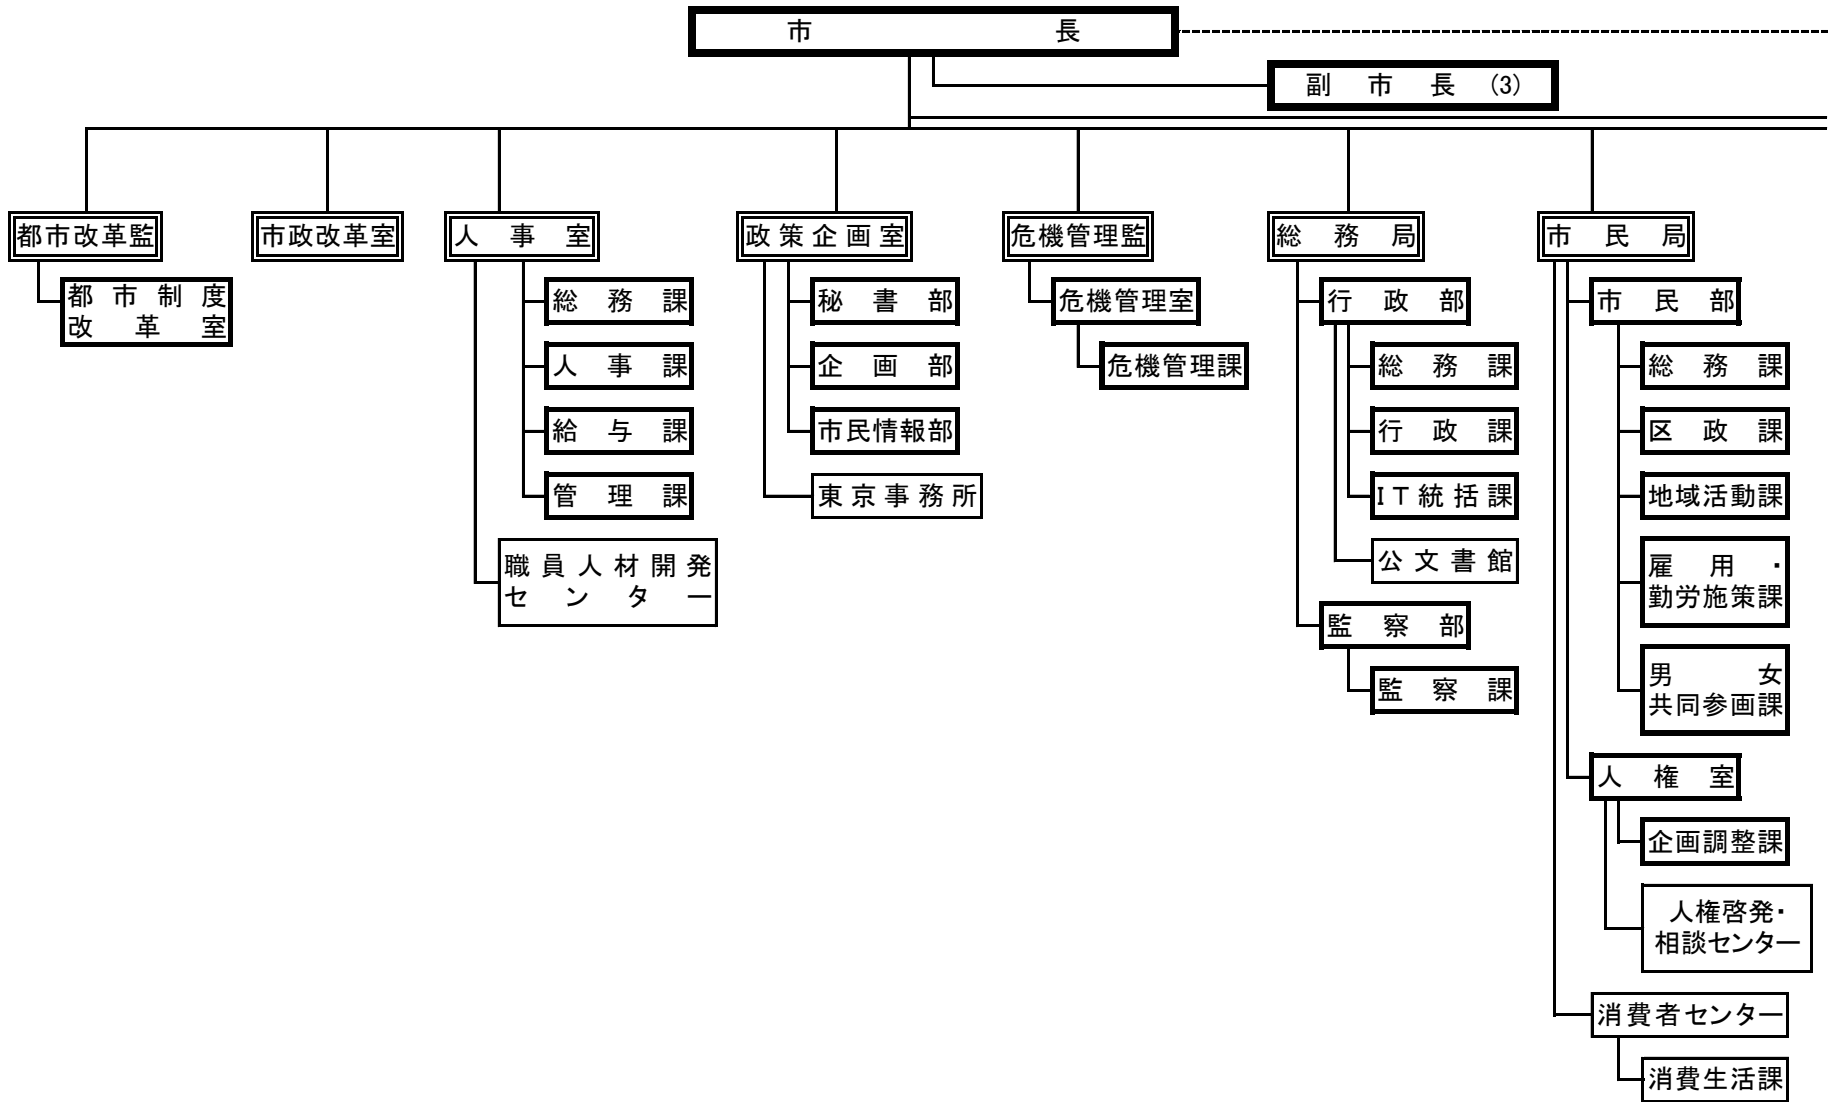 市長
副市長(3)
都市改革監
都市制度
改革室
市政改革室
人事室
総務課
人事課
給与課
管理課
職員人材開発
センター
政策企画室
秘書部
企画部
市民情報部
東京事務所
危機管理監
危機管理室
危機管理課
総務局
行政部
総務課
行政課
IT統括課
公文書館
監察部
監察課
市民局
市民部
総務課
区政課
地域活動課
雇用・
勤労施策課
男女
共同参画課
人権室
企画調整課
人権啓発・
相談センター
消費者センター
消費生活課